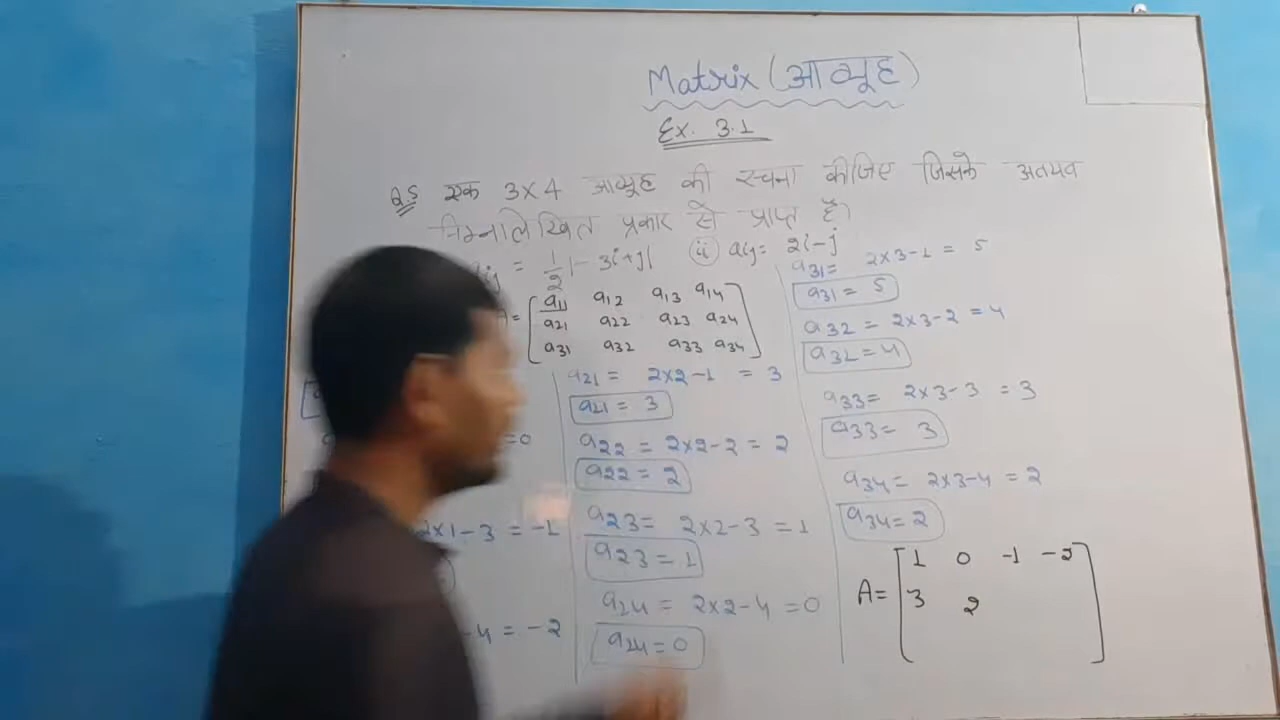 Matrix (आव्यूह)
Ex. 3.1
Q.5 एक 3×4 आव्यूह की रचना कीजिए जिसके अवयव
निम्नलिखित प्रकार से प्राप्त है।
= 1/2 |-3i+j| (ii) aij = 2i-j
= [ a11 a12 a13 a14
a21 a22 a23 a24
a31 a32 a33 a34 ]
=0
2×1-3 = -1
-4 = -2
a21 = 2×2-1 = 3
a21 = 3
a22 = 2×2-2 = 2
a22 = 2
a23 = 2×2-3 = 1
a23 = 1
a24 = 2×2-4 = 0
a24 = 0
a31 = 2×3-1 = 5
a31 = 5
a32 = 2×3-2 = 4
a32 = 4
a33 = 2×3-3 = 3
a33 = 3
a34 = 2×3-4 = 2
a34 = 2
A = [ 1 0 -1 -2
3 2 ]